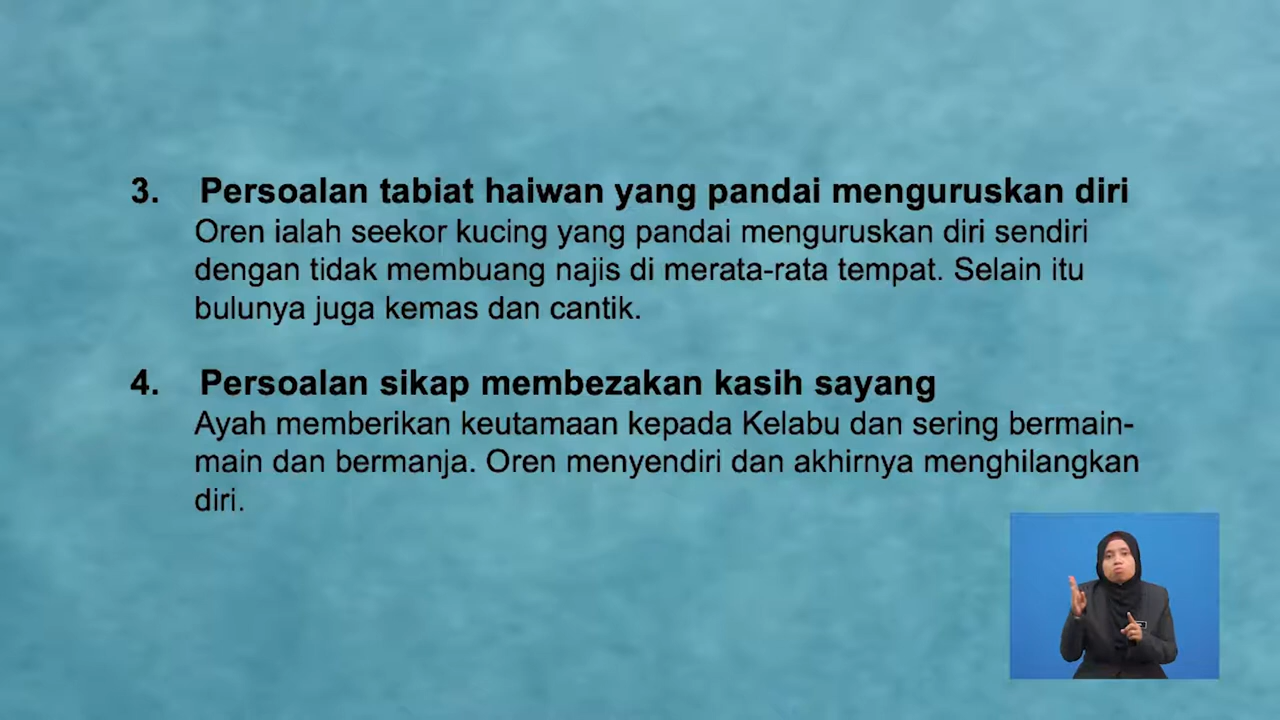 3. Persoalan tabiat haiwan yang pandai menguruskan diri
Oren ialah seekor kucing yang pandai menguruskan diri sendiri
dengan tidak membuang najis di merata-rata tempat. Selain itu
bulunya juga kemas dan cantik.
4. Persoalan sikap membezakan kasih sayang
Ayah memberikan keutamaan kepada Kelabu dan sering bermain-
main dan bermanja. Oren menyendiri dan akhirnya menghilangkan
diri.